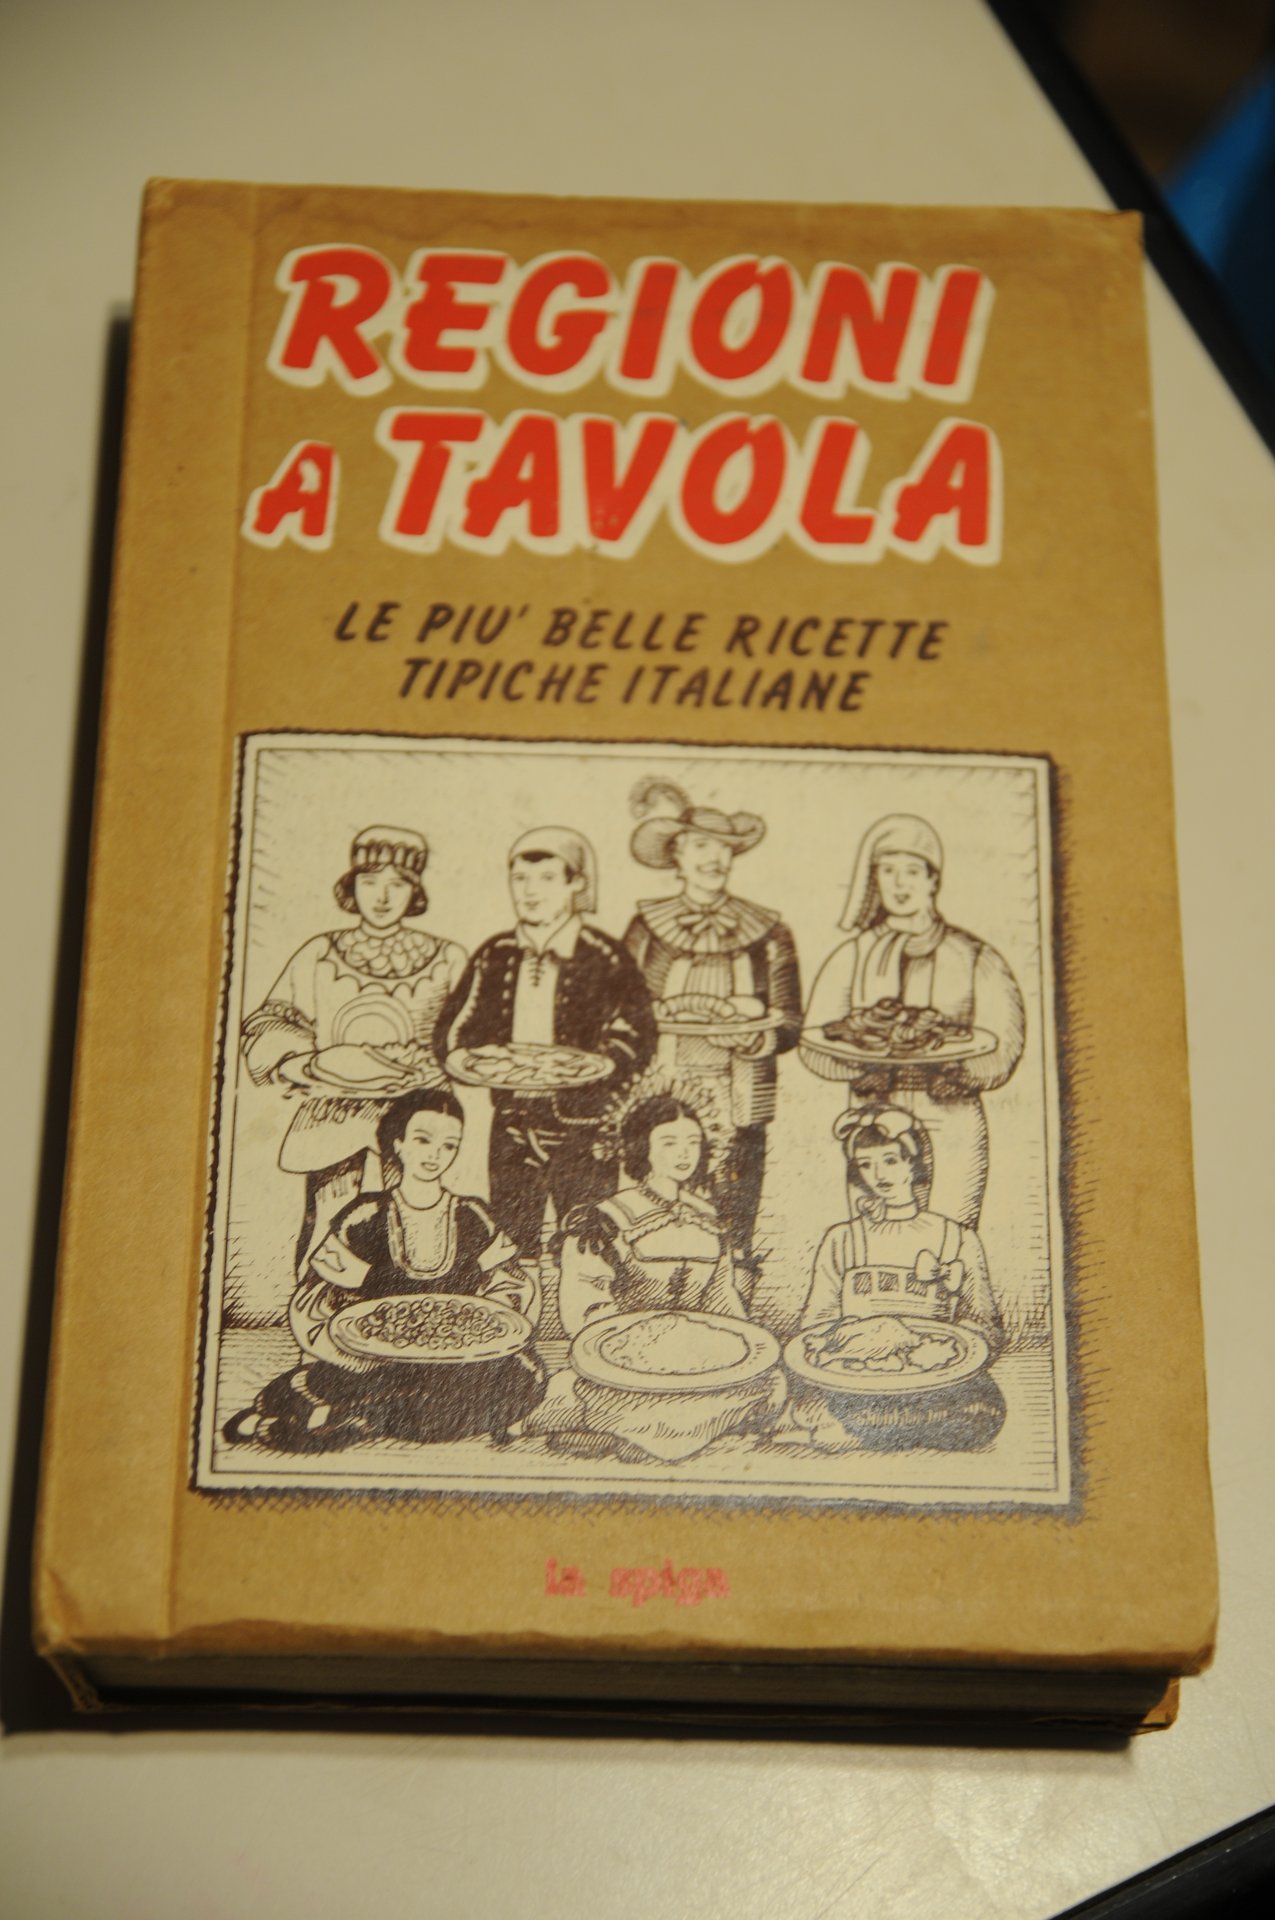 REGIONI
A TAVOLA
LE PIU' BELLE RICETTE
TIPICHE ITALIANE
la spiga